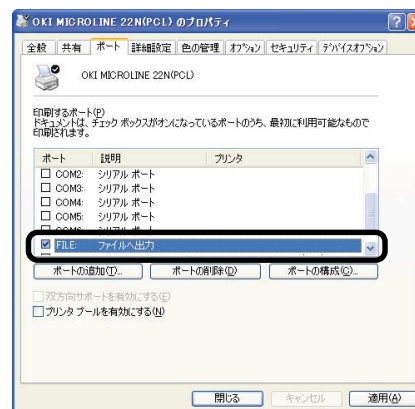 OKI MICROLINE 22N(PCL) のプロパティ
全般 共有 ポート 詳細設定 色の管理 オプション セキュリティ デバイスオプション
OKI MICROLINE 22N(PCL)
印刷するポート(P)
ドキュメントは、チェック ボックスがオンになっているポートのうち、最初に利用可能なもので
印刷されます。
ポート 説明 プリンタ
COM2: シリアル ポート
COM3: シリアル ポート
COM4: シリアル ポート
COM5: シリアル ポート
COM6: シリアル ポート
FILE: ファイルへ出力
ポートの追加(T)... ポートの削除(D) ポートの構成(C)...
双方向サポートを有効にする(E)
プリンタ プールを有効にする(N)
閉じる キャンセル 適用(A)